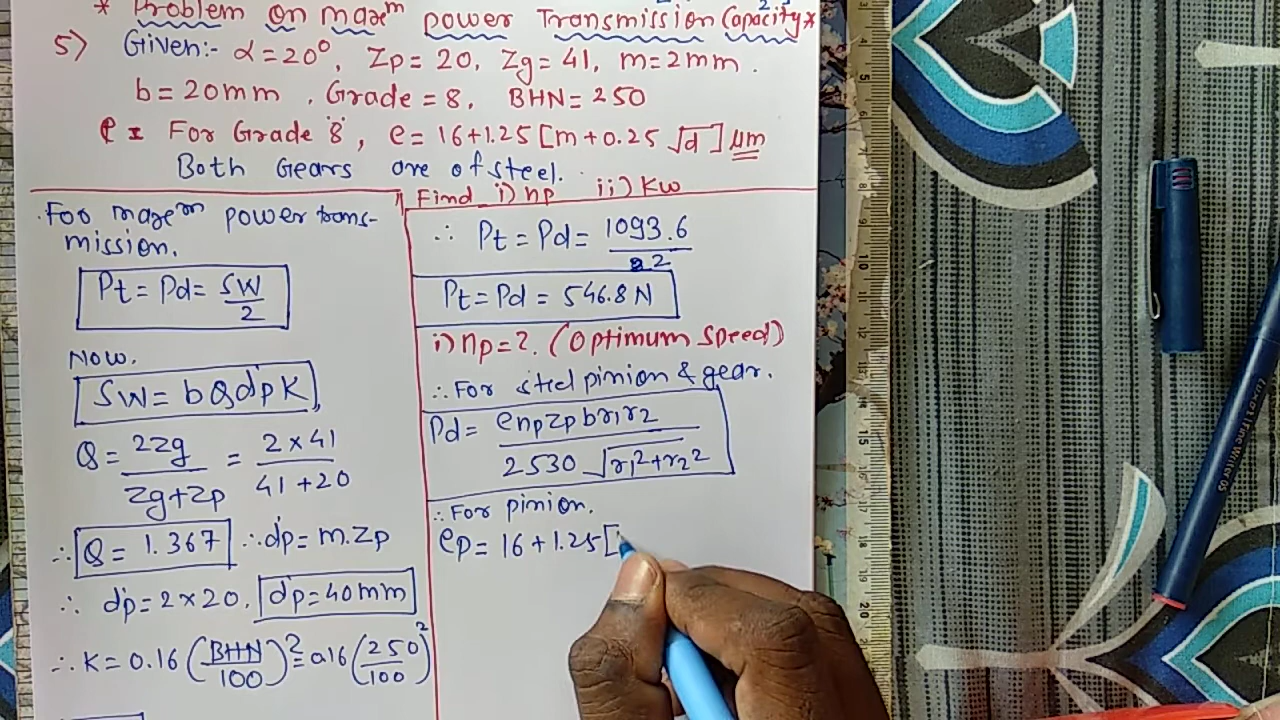 * Problem on maxm power Transmission Capacity *
5) Given:- α = 20°, Zp = 20, Zg = 41, m = 2mm.
b = 20mm, Grade = 8, BHN = 250
For Grade '8', e = 16 + 1.25 [m + 0.25 √d] μm
Both Gears are of steel.
Find i) np ii) KW
For maxm power trans-
mission.
Pt = Pd = SW/2
Now,
SW = bQdpK,
Q = 2Zg/(Zg+Zp) = (2×41)/(41+20)
∴ Q = 1.367 ∴ dp = m.Zp
∴ dp = 2×20, dp = 40mm
∴ K = 0.16 (BHN/100)² = 0.16 (250/100)²
∴ Pt = Pd = 1093.6/2
Pt = Pd = 546.8 N
i) np = ?. (Optimum Speed)
∴ For steel pinion & gear.
Pd = e np Zp b r1 r2 / 2530 √r1²+r2²
∴ For pinion.
ep = 16 + 1.25 [